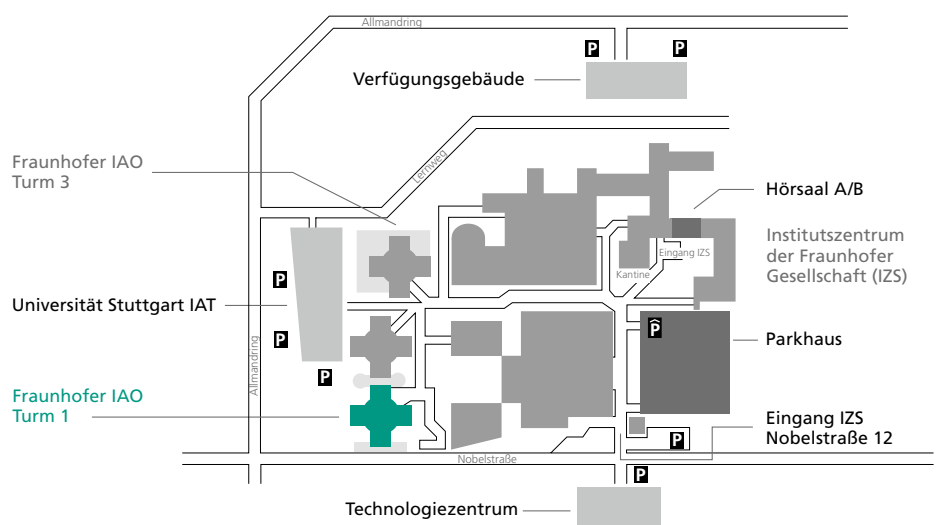 Allmandring
P
P
Verfügungsgebäude
Fraunhofer IAO
Turm 3
Lernweg
Hörsaal A/B
Institutszentrum
der Fraunhofer
Gesellschaft (IZS)
Eingang IZS
Kantine
P
Universität Stuttgart IAT
P
P
P
Parkhaus
Allmandring
Fraunhofer IAO
Turm 1
Eingang IZS
Nobelstraße 12
P
Nobelstraße
P
Technologiezentrum